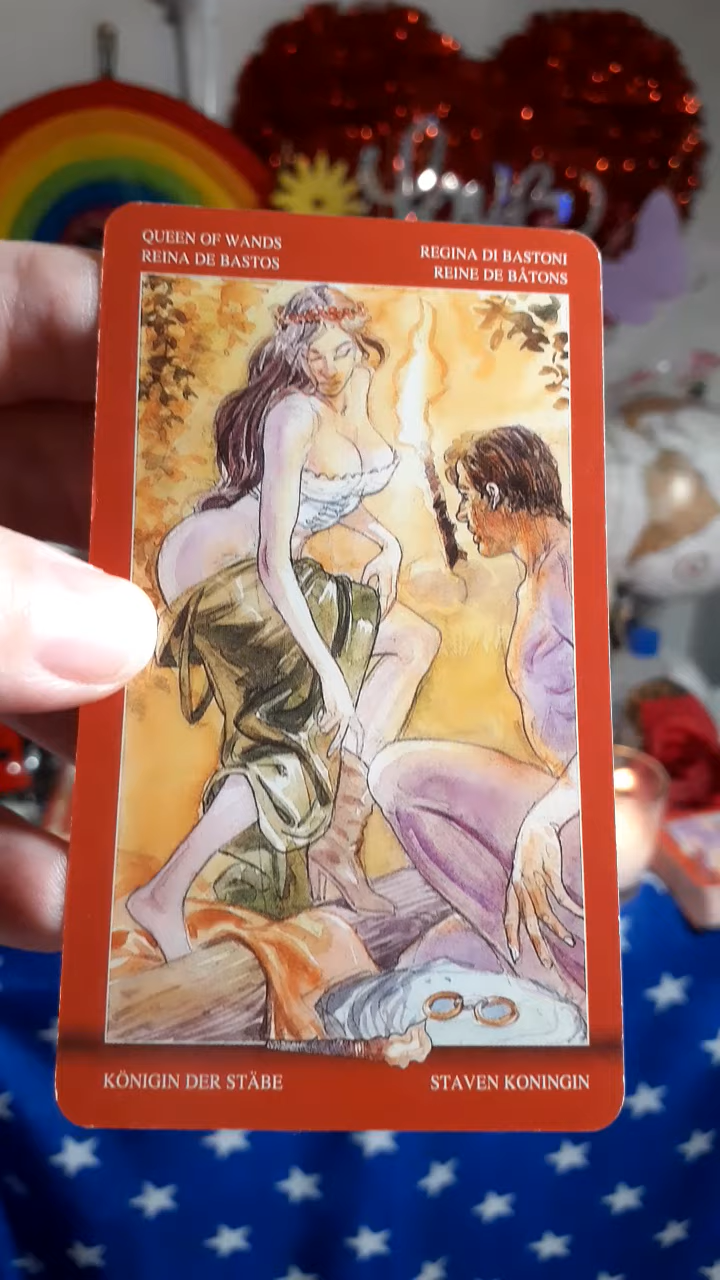 QUEEN OF WANDS
REINA DE BASTOS
REGINA DI BASTONI
REINE DE BÂTONS
KÖNIGIN DER STÄBE
STAVEN KONINGIN